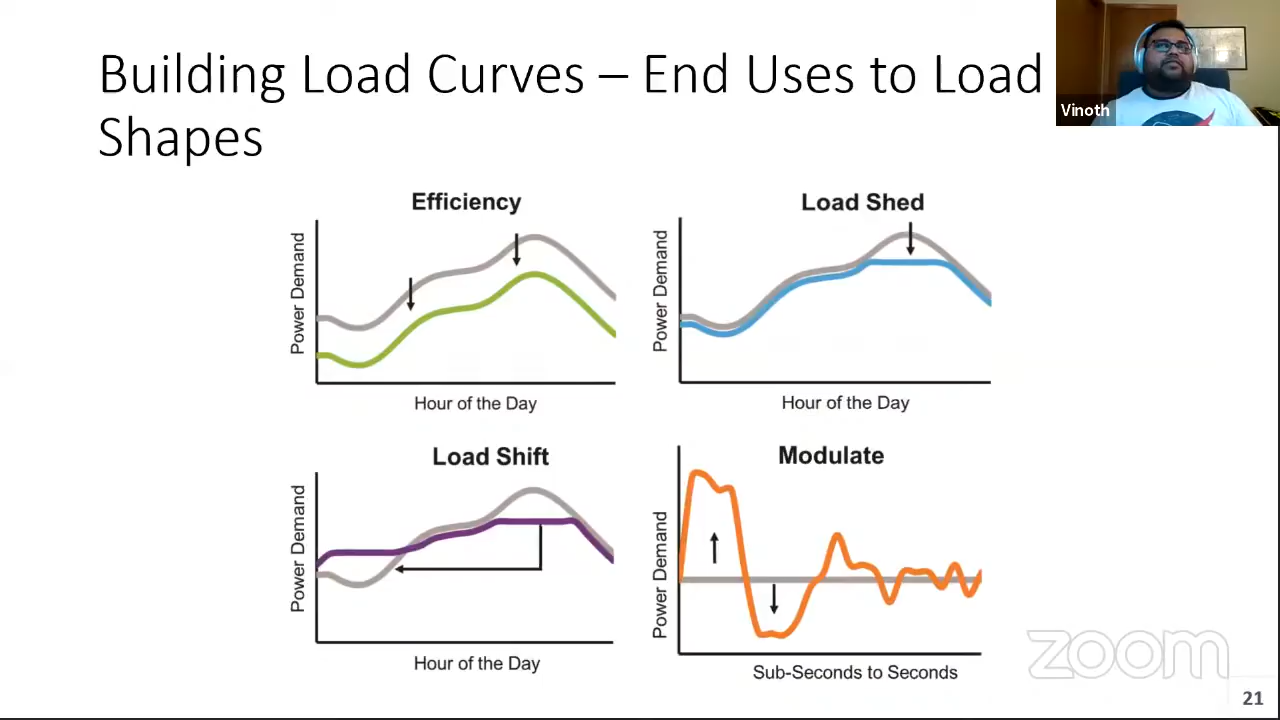 Building Load Curves – End Uses to Load
Shapes
Vinoth
Efficiency
Power Demand
Hour of the Day
Load Shed
Power Demand
Hour of the Day
Load Shift
Power Demand
Hour of the Day
Modulate
Power Demand
Sub-Seconds to Seconds
zoom
21